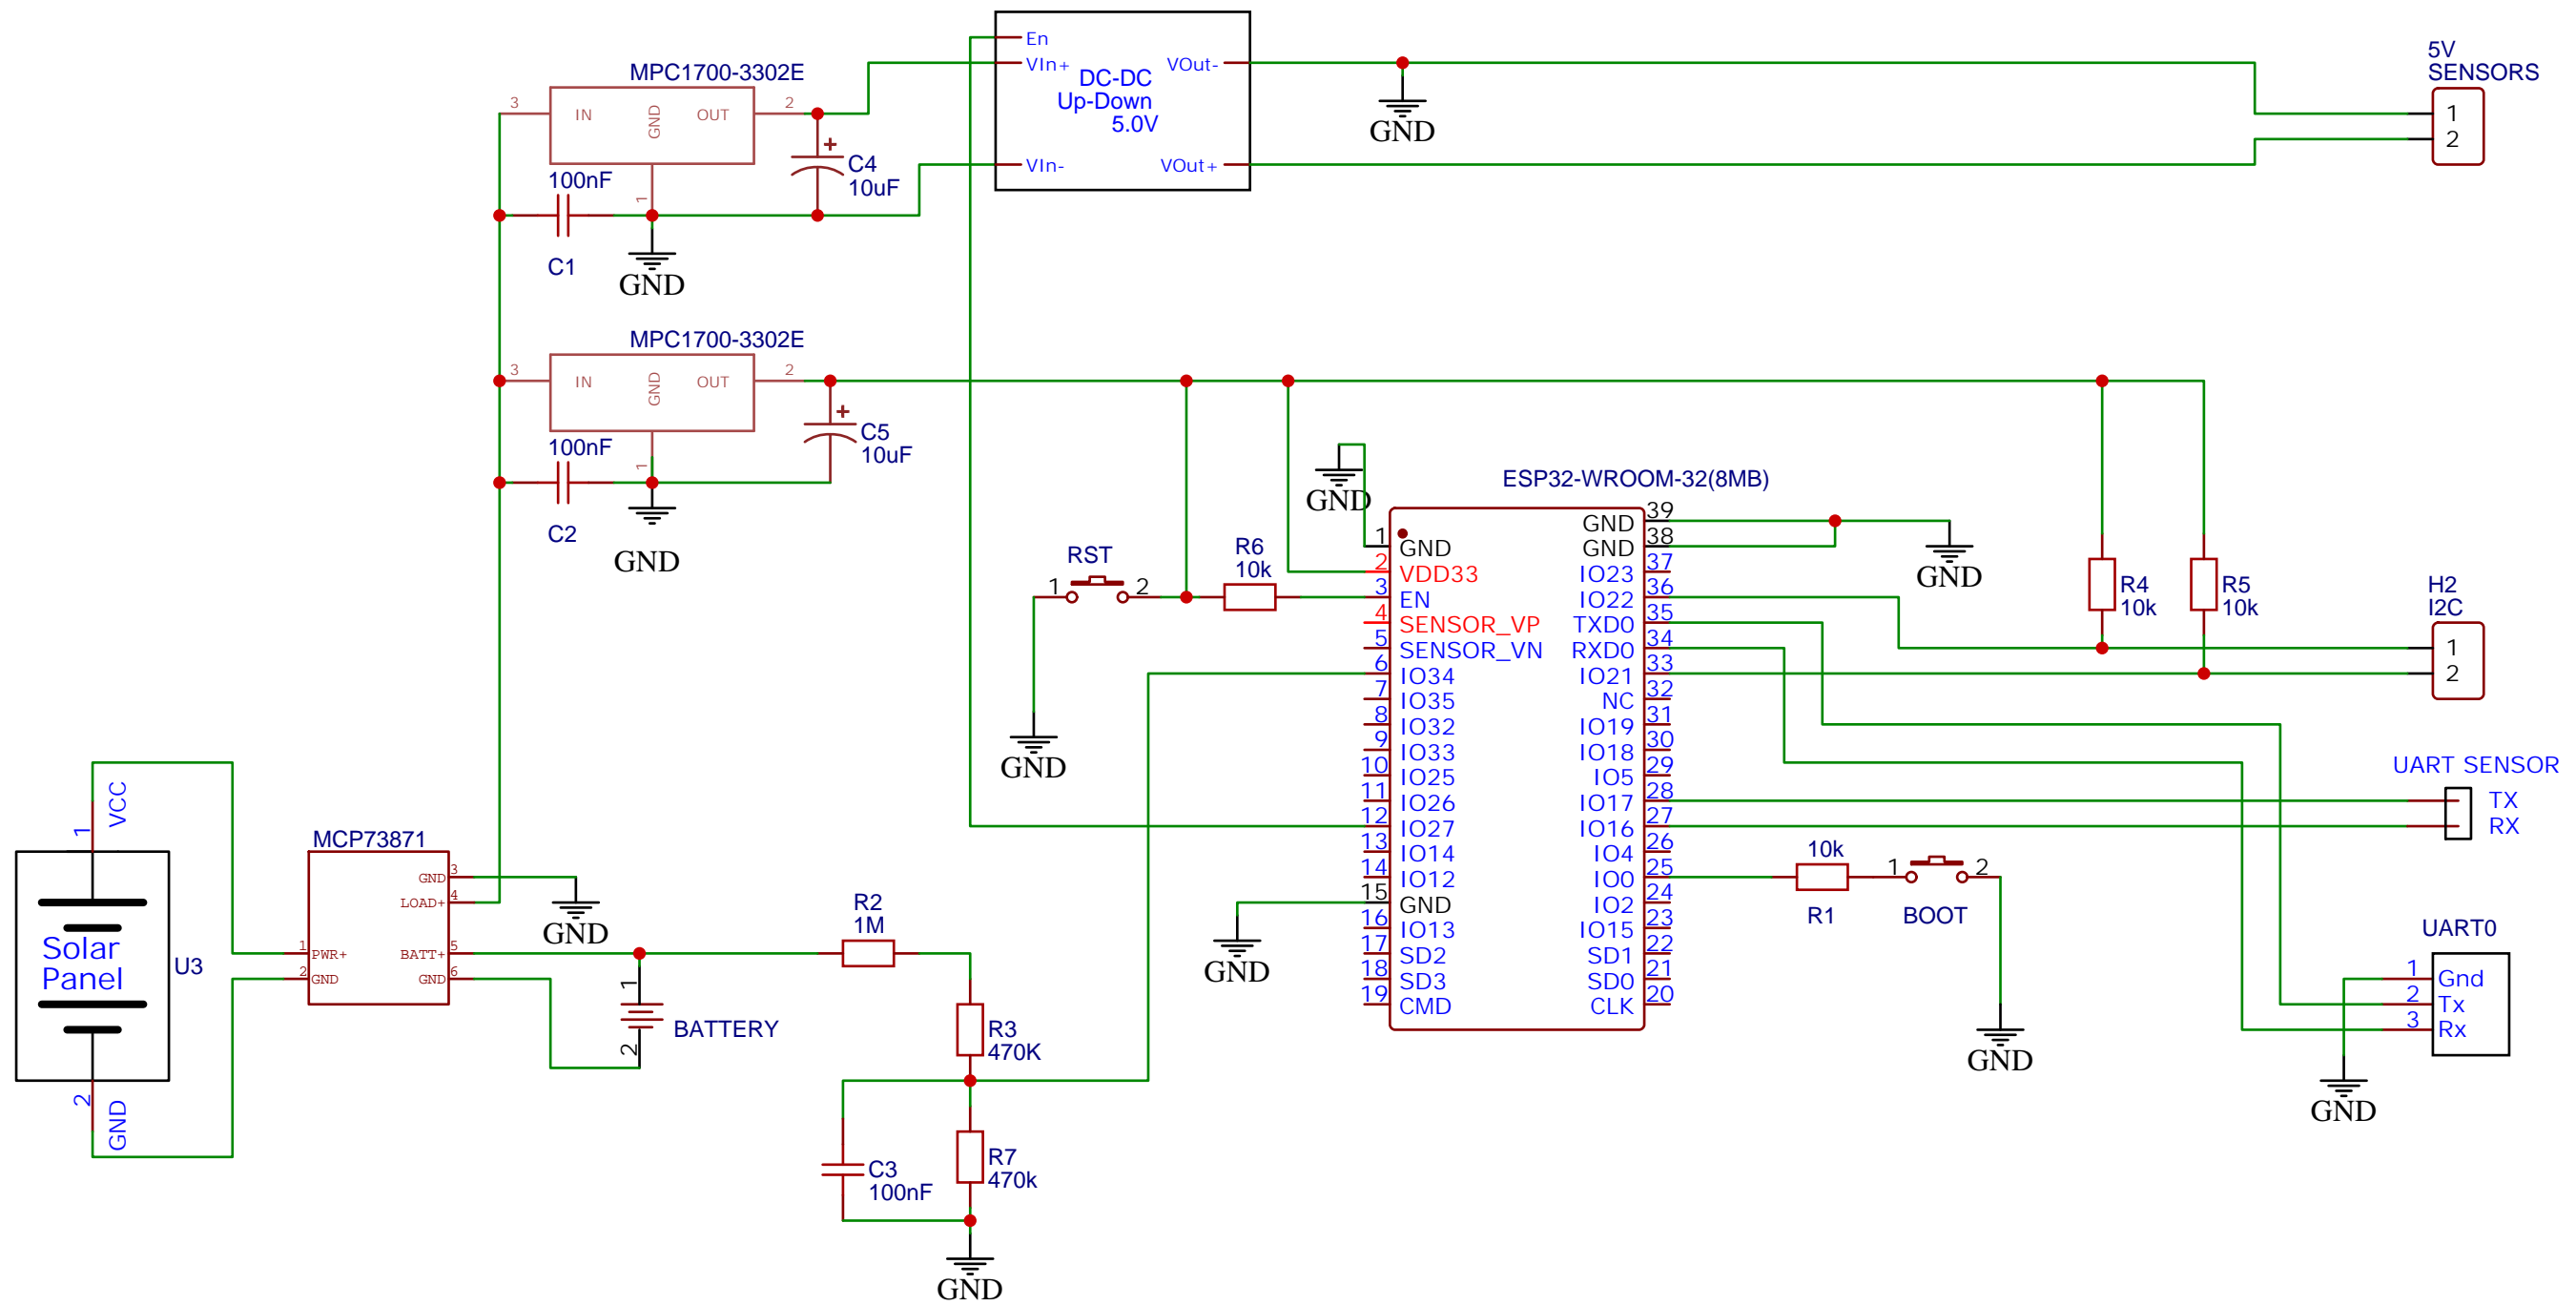 En
VIn+
VIn-
DC-DC
Up-Down
5.0V
VOut-
VOut+
GND
5V
SENSORS
1
2
MPC1700-3302E
3
IN
GND
OUT
2
1
100nF
C1
GND
C4
10uF
MPC1700-3302E
3
IN
GND
OUT
2
1
100nF
C2
GND
C5
10uF
GND
ESP32-WROOM-32(8MB)
1 GND
2 VDD33
3 EN
4 SENSOR_VP
5 SENSOR_VN
6 IO34
7 IO35
8 IO32
9 IO33
10 IO25
11 IO26
12 IO27
13 IO14
14 IO12
15 GND
16 IO13
17 SD2
18 SD3
19 CMD
GND 39
GND 38
IO23 37
IO22 36
TXD0 35
RXD0 34
IO21 33
NC 32
IO19 31
IO18 30
IO5 29
IO17 28
IO16 27
IO4 26
IO0 25
IO2 24
IO15 23
SD1 22
SD0 21
CLK 20
GND
RST
1
2
R6
10k
GND
GND
R4
10k
R5
10k
H2
I2C
1
2
UART SENSOR
TX
RX
10k
R1
1
2
BOOT
GND
UART0
1 Gnd
2 Tx
3 Rx
GND
VCC
1
Solar
Panel
U3
2
GND
MCP73871
1 PWR+
2 GND
GND 3
LOAD+ 4
BATT+ 5
GND 6
GND
1
BATTERY
2
R2
1M
R3
470K
R7
470k
C3
100nF
GND